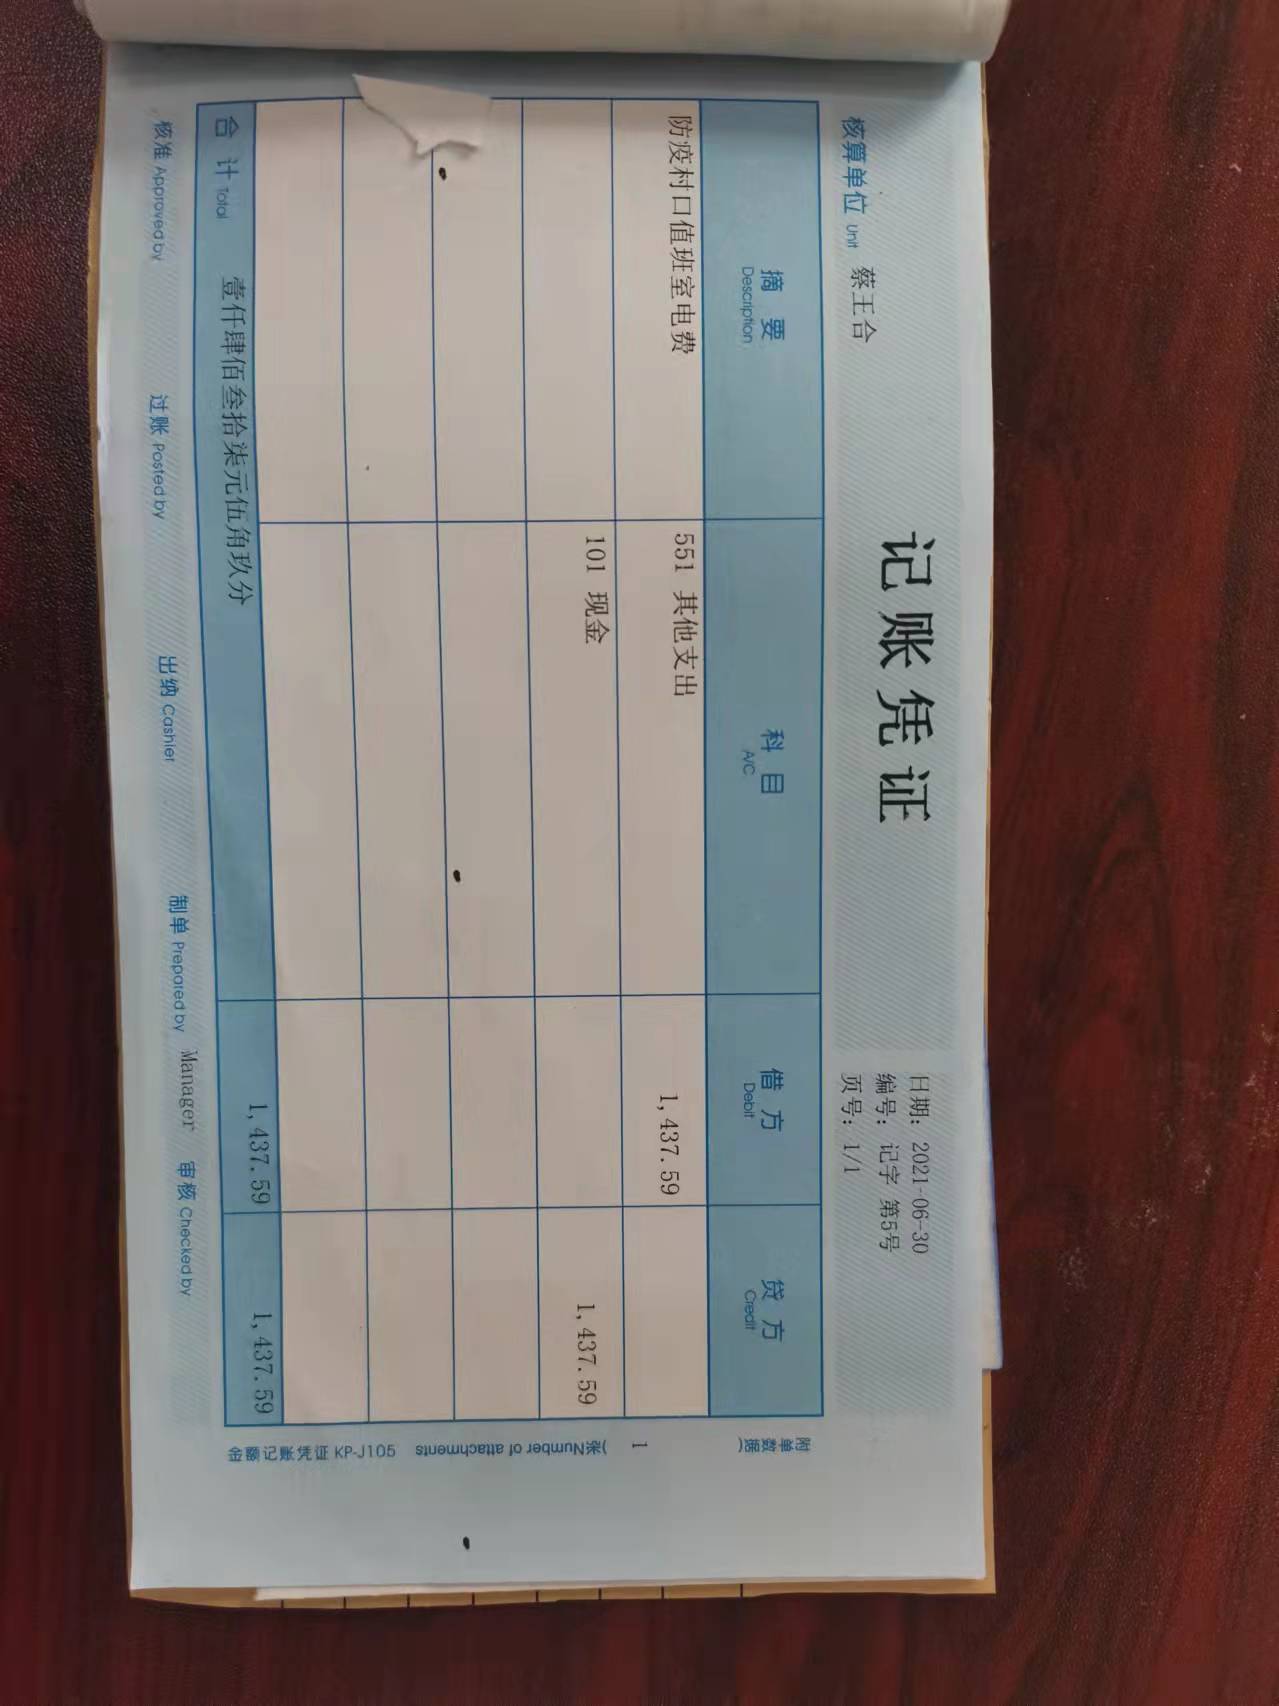 记账凭证
日期: 2021-06-30
编号: 记字 第5号
核算单位 Unit 蔡王合
页号: 1/1
摘要 Description 科目 A/C 借方 Debit 贷方 Credit
防疫村口值班室电费 551 其他支出 1,437.59
101 现金 1,437.59
合计 Total 壹仟肆佰叁拾柒元伍角玖分 1,437.59 1,437.59
核准 Approved by 过账 Posted by 出纳 Cashier 制单 Prepared by Manager 审核 Checked by
附单数据( 1 张Number of attachments)
金蝶记账凭证 KP-J105